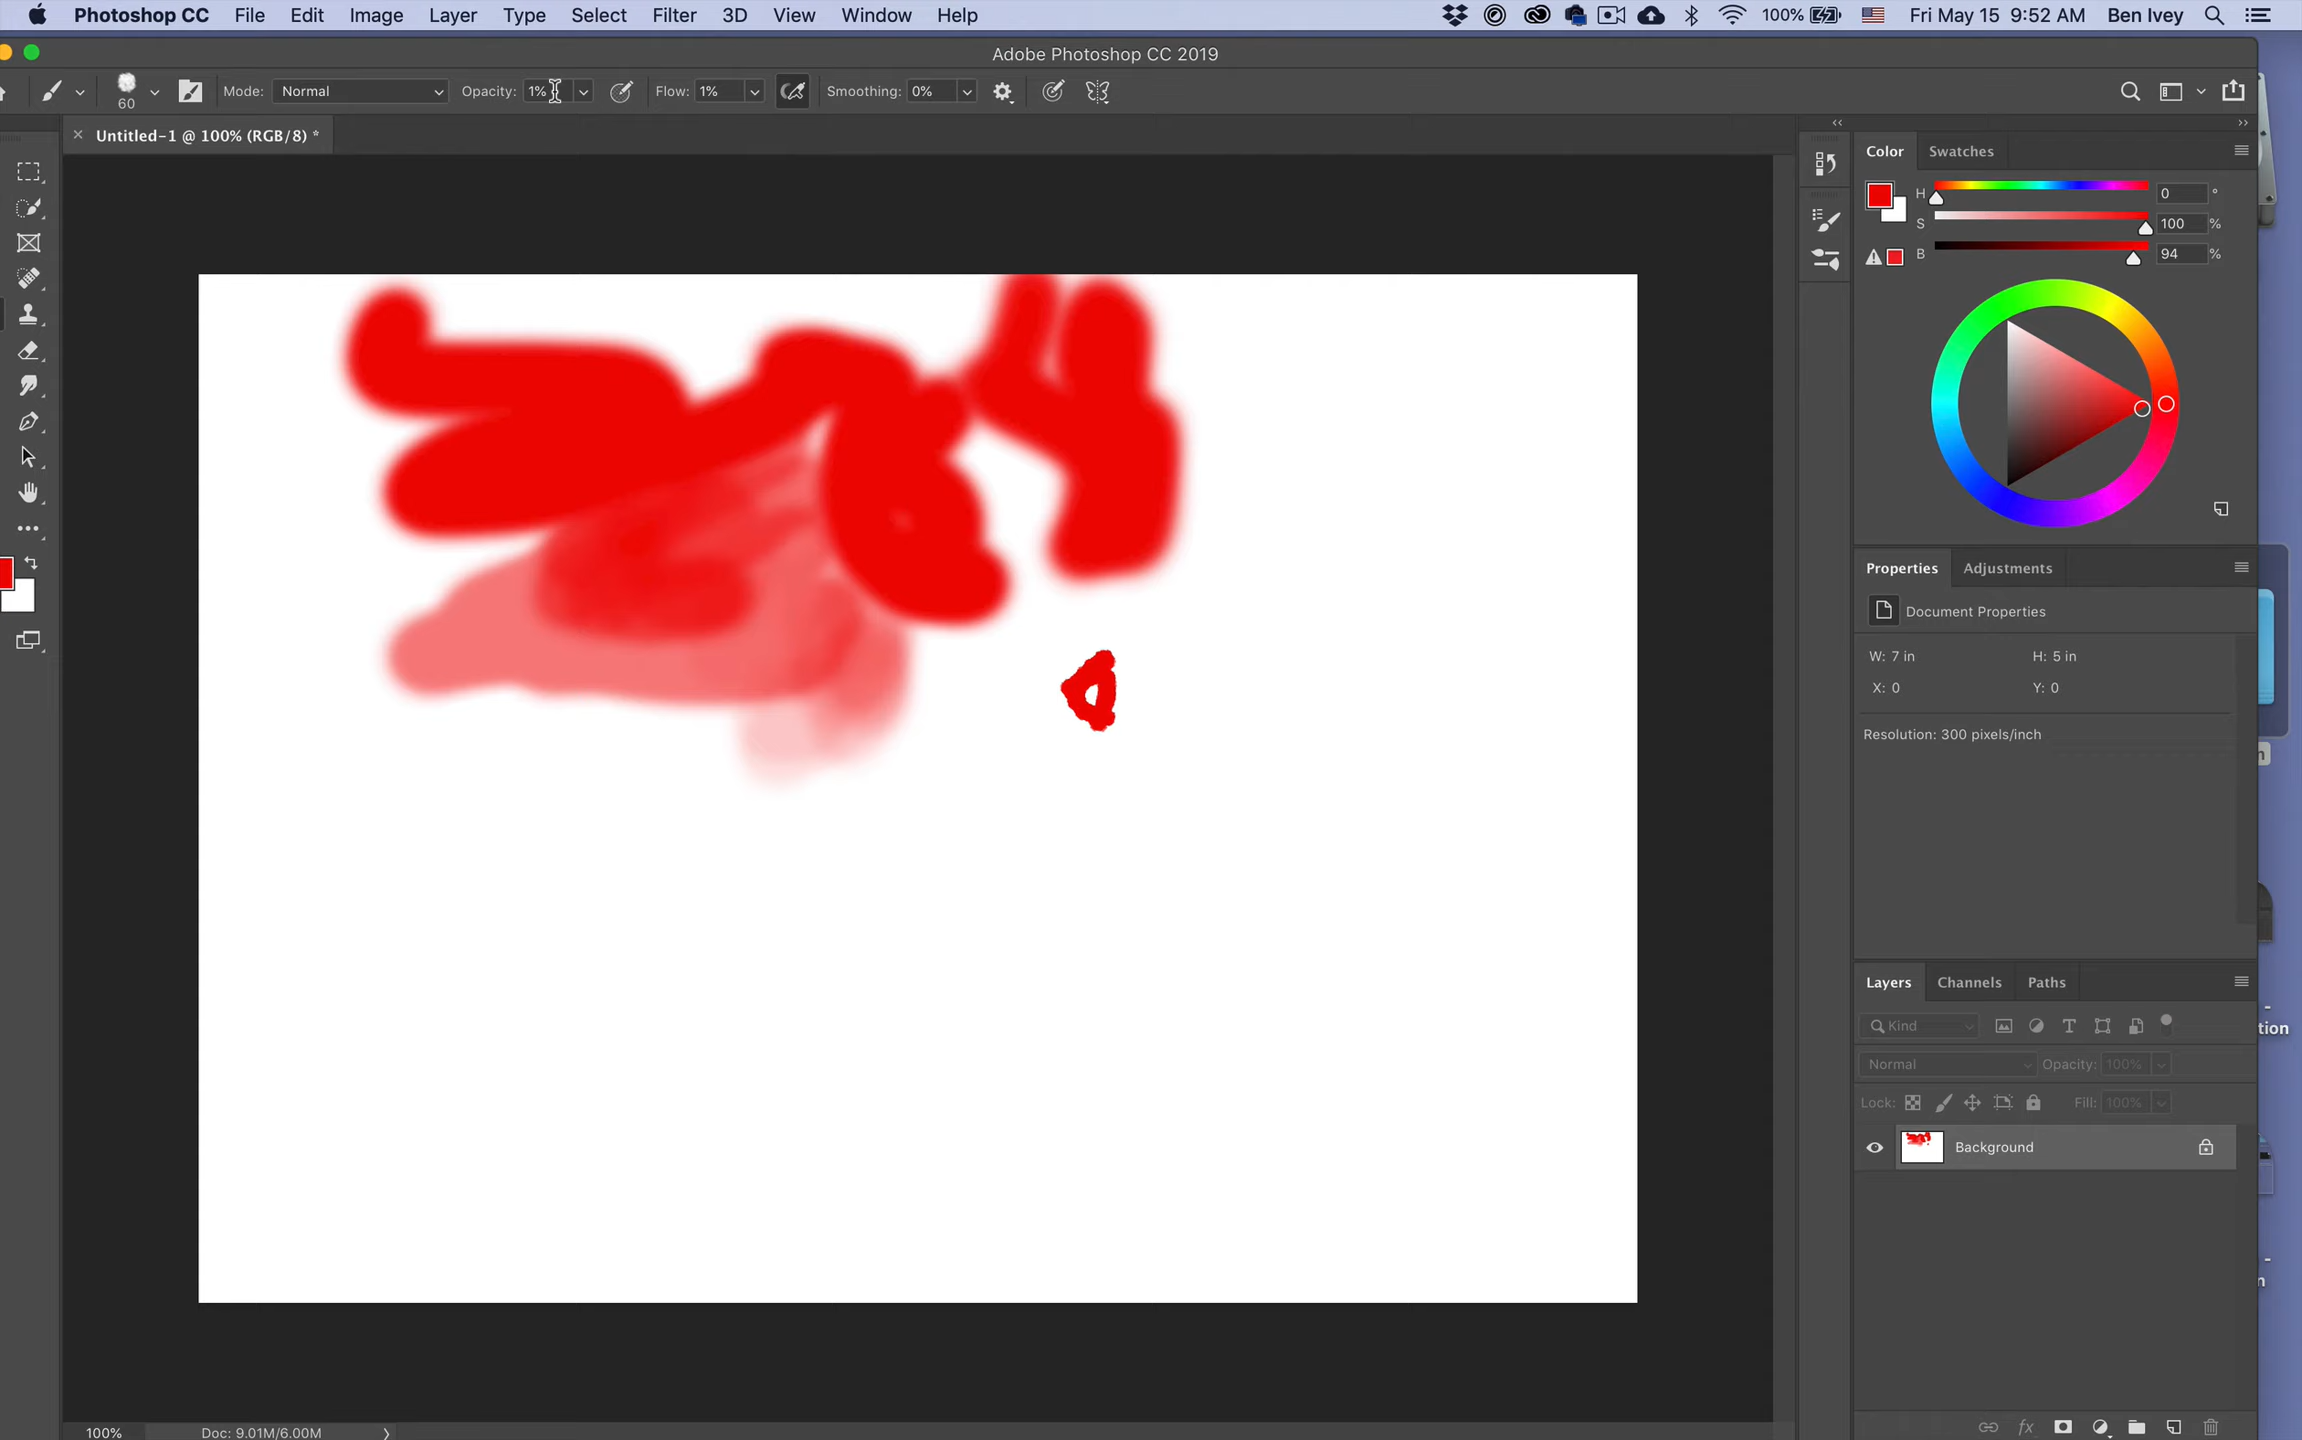 Photoshop CC File Edit Image Layer Type Select Filter 3D View Window Help 100% Fri May 15 9:52 AM Ben Ivey
Adobe Photoshop CC 2019
60 Mode: Normal Opacity: 1% Flow: 1% Smoothing: 0%
× Untitled-1 @ 100% (RGB/8) *
Color Swatches
H 0 °
S 100 %
B 94 %
Properties Adjustments
Document Properties
W: 7 in H: 5 in
X: 0 Y: 0
Resolution: 300 pixels/inch
n
Layers Channels Paths
Kind
-
tion
Normal Opacity: 100%
Lock: Fill: 100%
Background
-
n
fx
100% Doc: 9.01M/6.00M